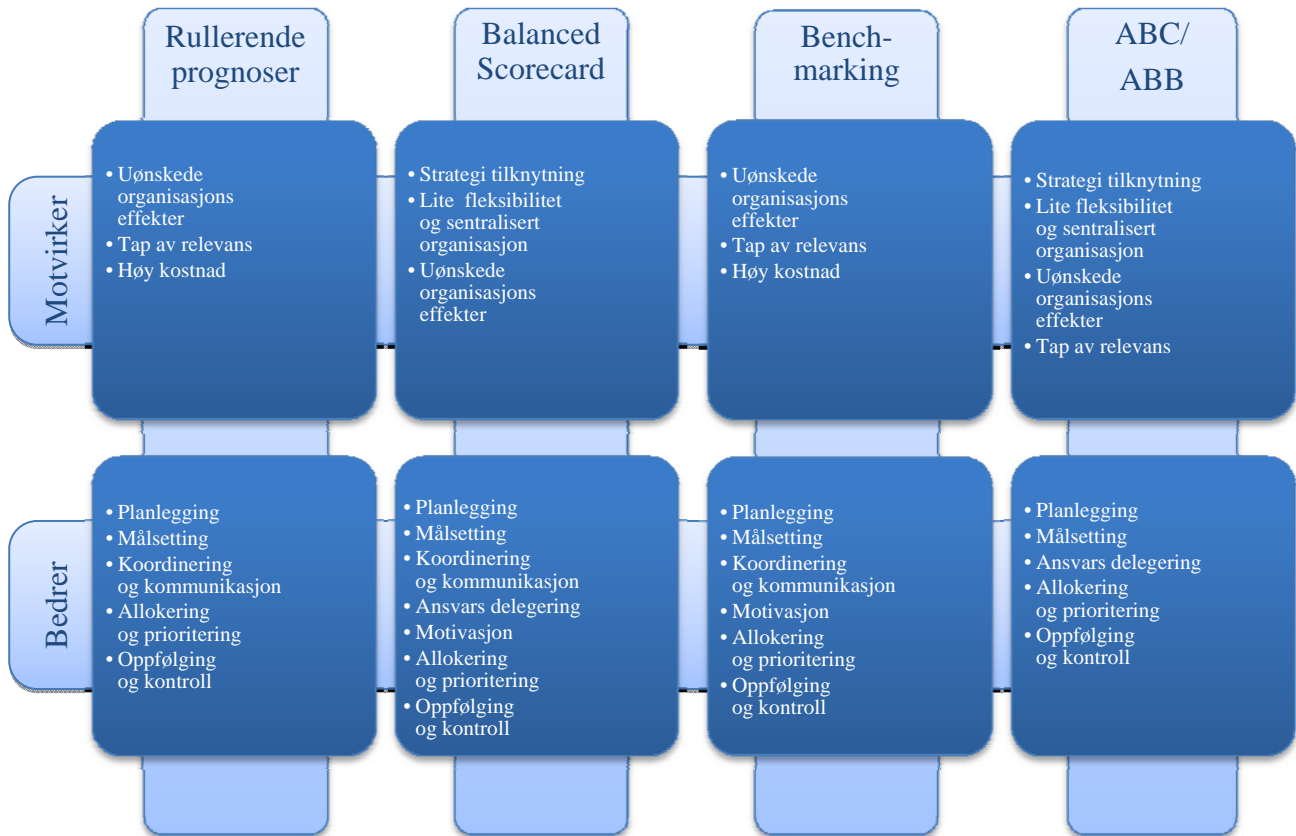 Rullerende
prognoser
Balanced
Scorecard
Bench-
marking
ABC/
ABB
Motvirker
• Uønskede
organisasjons
effekter
• Tap av relevans
• Høy kostnad
• Strategi tilknytning
• Lite fleksibilitet
og sentralisert
organisasjon
• Uønskede
organisasjons
effekter
• Uønskede
organisasjons
effekter
• Tap av relevans
• Høy kostnad
• Strategi tilknytning
• Lite fleksibilitet
og sentralisert
organisasjon
• Uønskede
organisasjons
effekter
• Tap av relevans
Bedrer
• Planlegging
• Målsetting
• Koordinering
og kommunikasjon
• Allokering
og prioritering
• Oppfølging
og kontroll
• Planlegging
• Målsetting
• Koordinering
og kommunikasjon
• Ansvars delegering
• Motivasjon
• Allokering
og prioritering
• Oppfølging
og kontroll
• Planlegging
• Målsetting
• Koordinering
og kommunikasjon
• Motivasjon
• Allokering
og prioritering
• Oppfølging
og kontroll
• Planlegging
• Målsetting
• Ansvars delegering
• Allokering
og prioritering
• Oppfølging
og kontroll